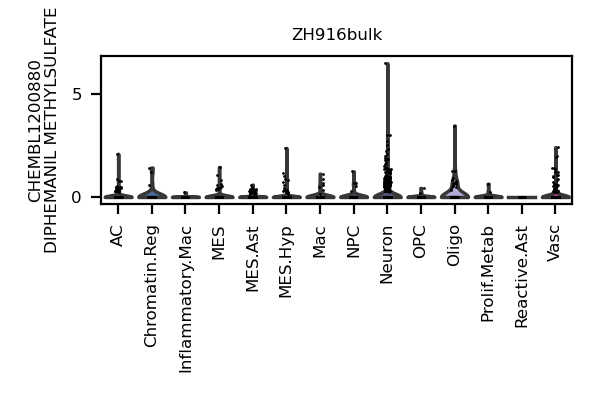 ZH916bulk
CHEMBL1200880
DIPHEMANIL METHYLSULFATE
5
0
AC
Chromatin.Reg
Inflammatory.Mac
MES
MES.Ast
MES.Hyp
Mac
NPC
Neuron
OPC
Oligo
Prolif.Metab
Reactive.Ast
Vasc